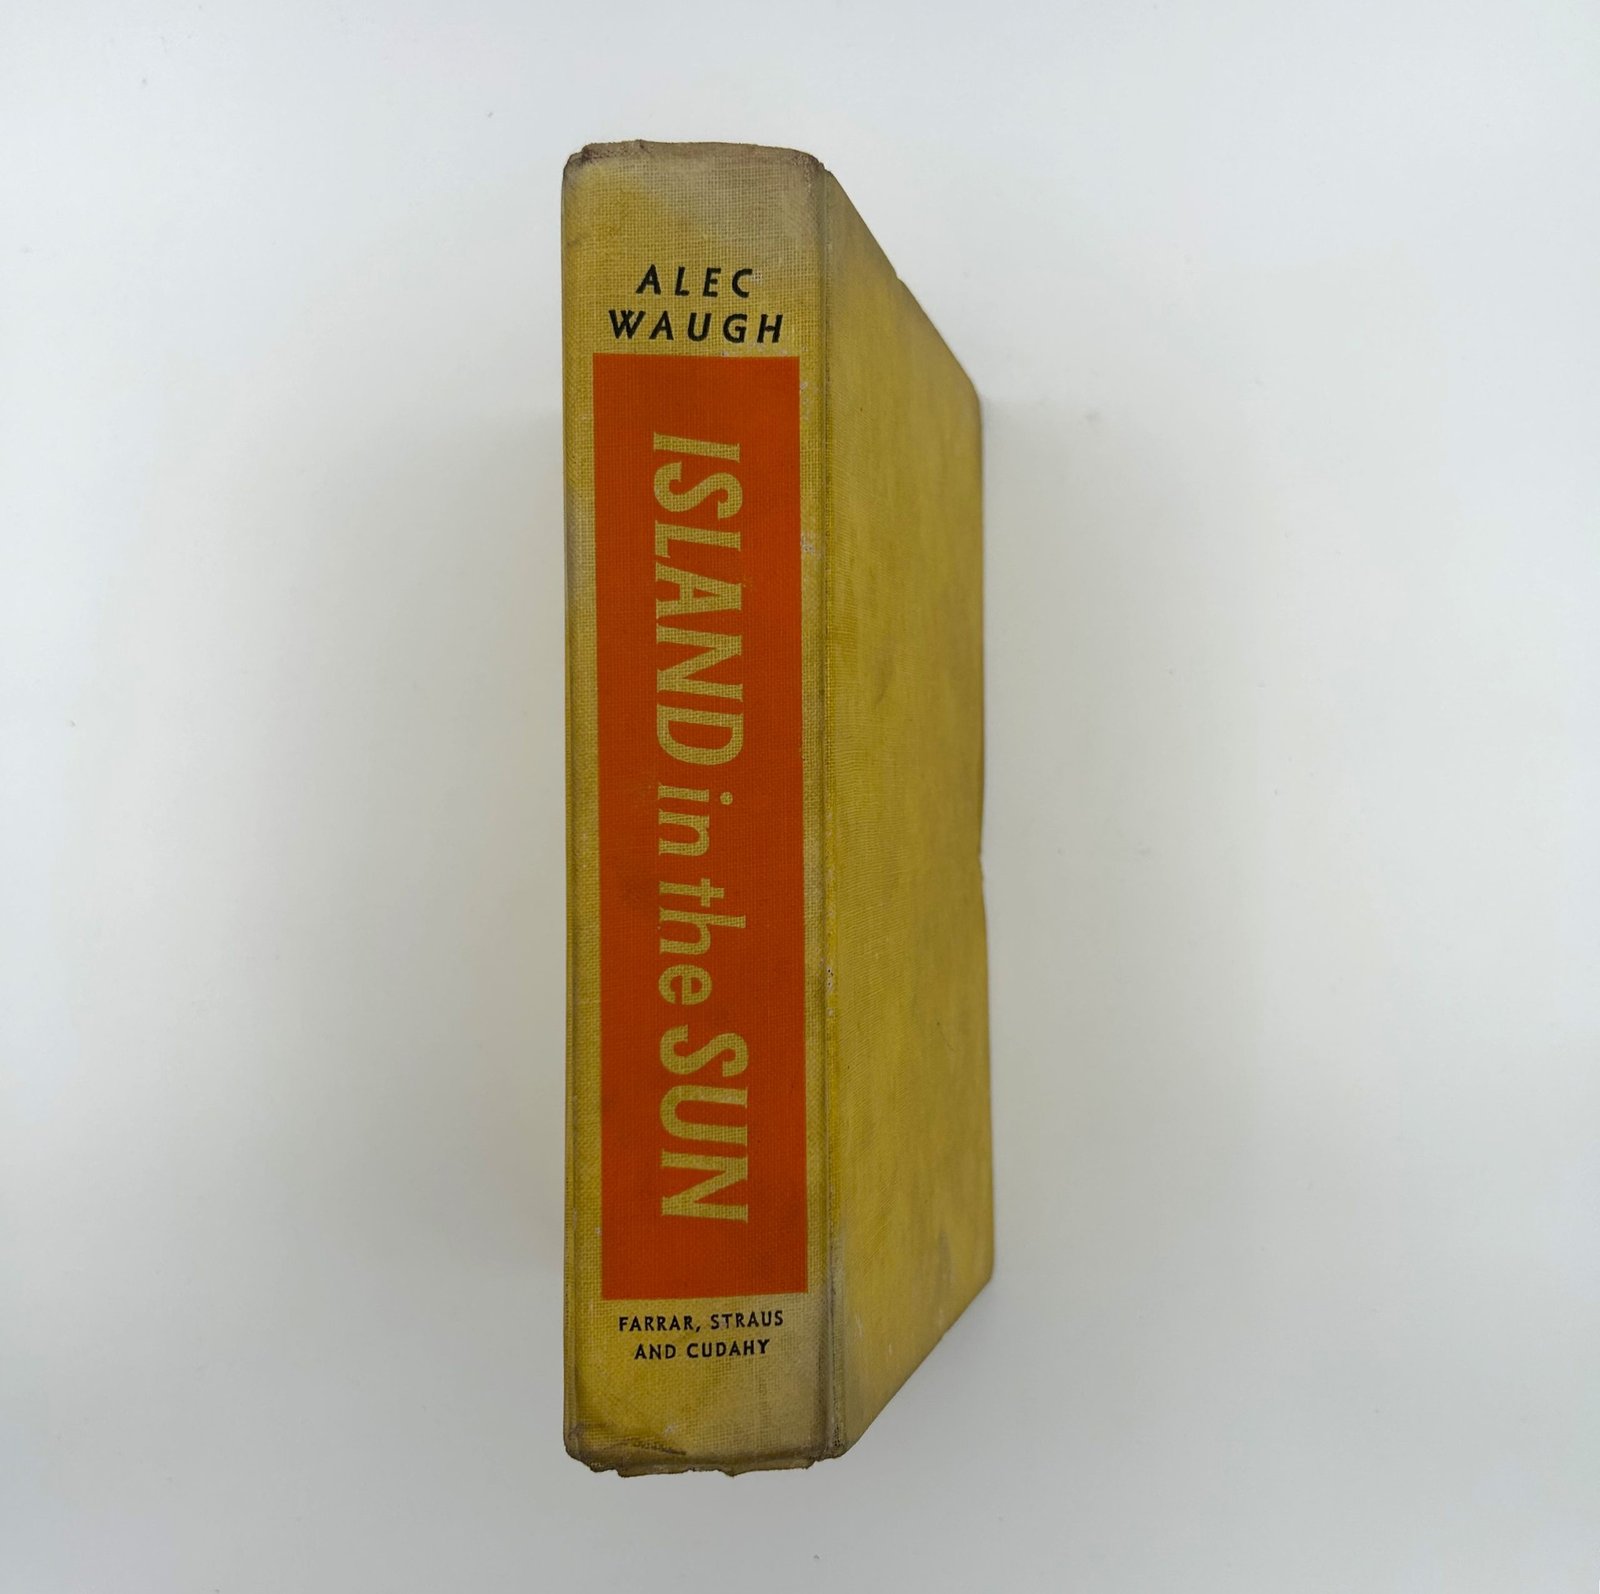 ALEC
WAUGH
ISLAND in the SUN
FARRAR, STRAUS
AND CUDAHY